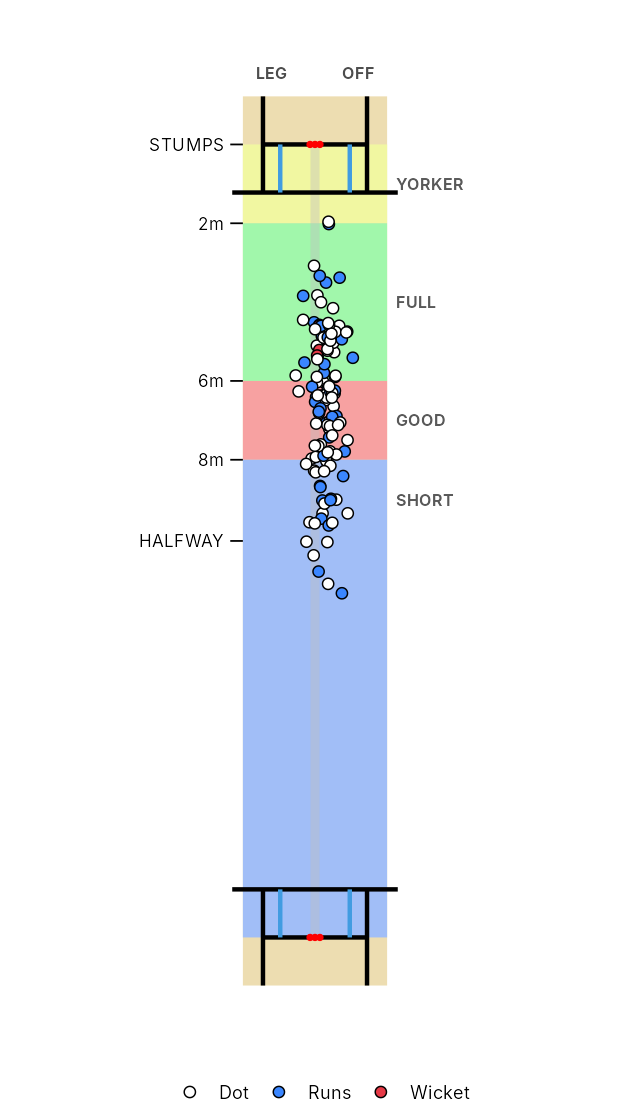 LEG OFF
STUMPS
YORKER
2m
FULL
6m
GOOD
8m
SHORT
HALFWAY
Dot Runs Wicket